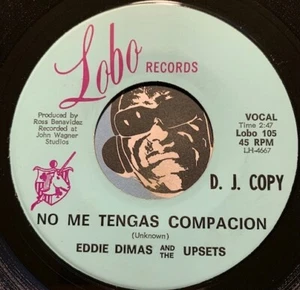 Lobo RECORDS
Produced by
Ross Benavides
Recorded at
John Wagner
Studios
VOCAL
Time 2:47
Lobo 105
45 RPM
LH-4667
D. J. COPY
NO ME TENGAS COMPACION
(Unknown)
EDDIE DIMAS AND THE UPSETS